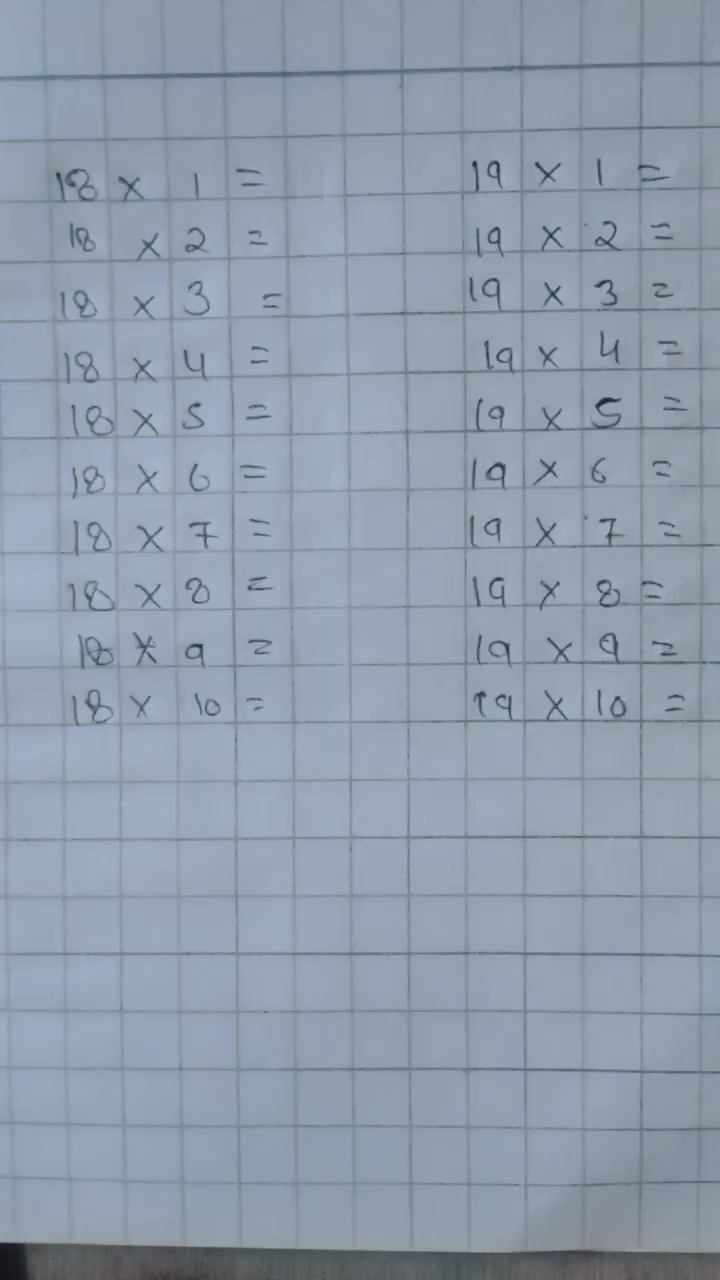 18 × 1 = 19 × 1 =
18 × 2 = 19 × 2 =
18 × 3 = 19 × 3 =
18 × 4 = 19 × 4 =
18 × 5 = 19 × 5 =
18 × 6 = 19 × 6 =
18 × 7 = 19 × 7 =
18 × 8 = 19 × 8 =
18 × 9 = 19 × 9 =
18 × 10 = 19 × 10 =